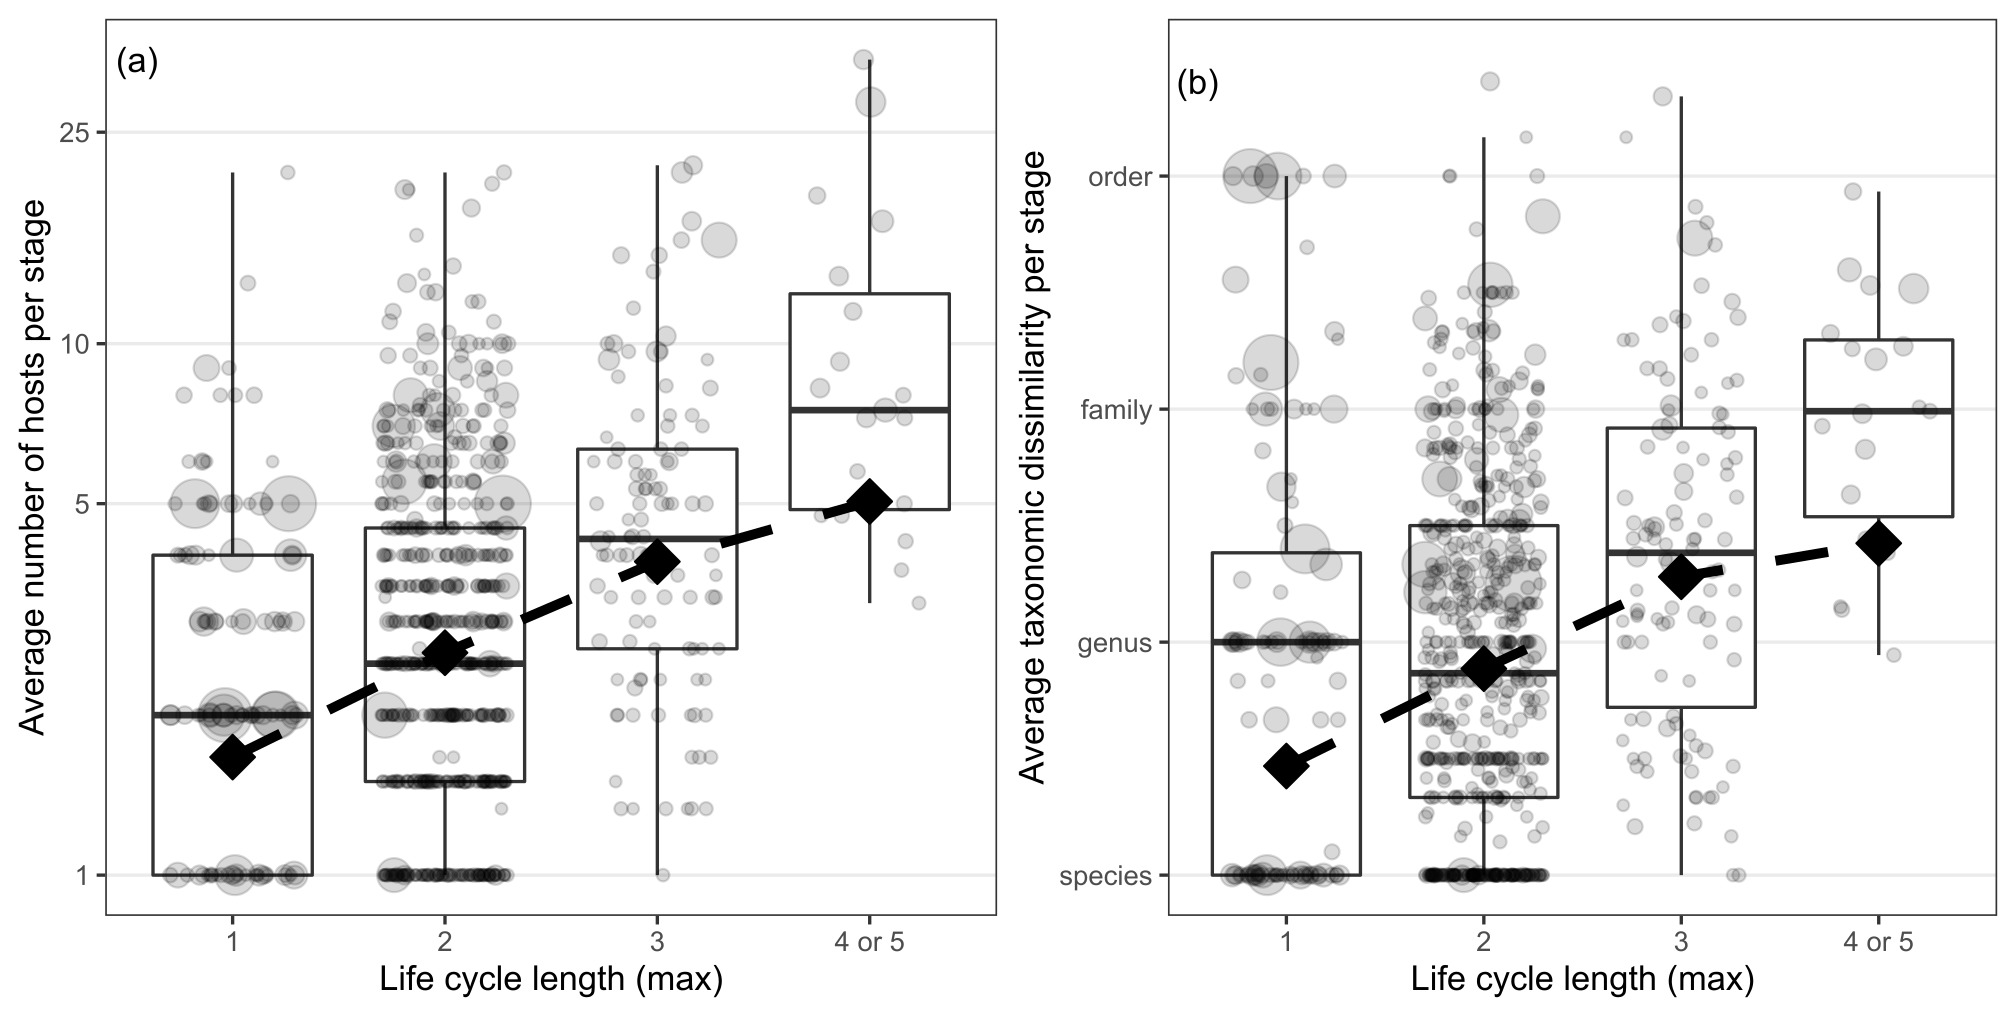 (a)
25
10
5
1
Average number of hosts per stage
1 2 3 4 or 5
Life cycle length (max)
(b)
order
family
genus
species
Average taxonomic dissimilarity per stage
1 2 3 4 or 5
Life cycle length (max)